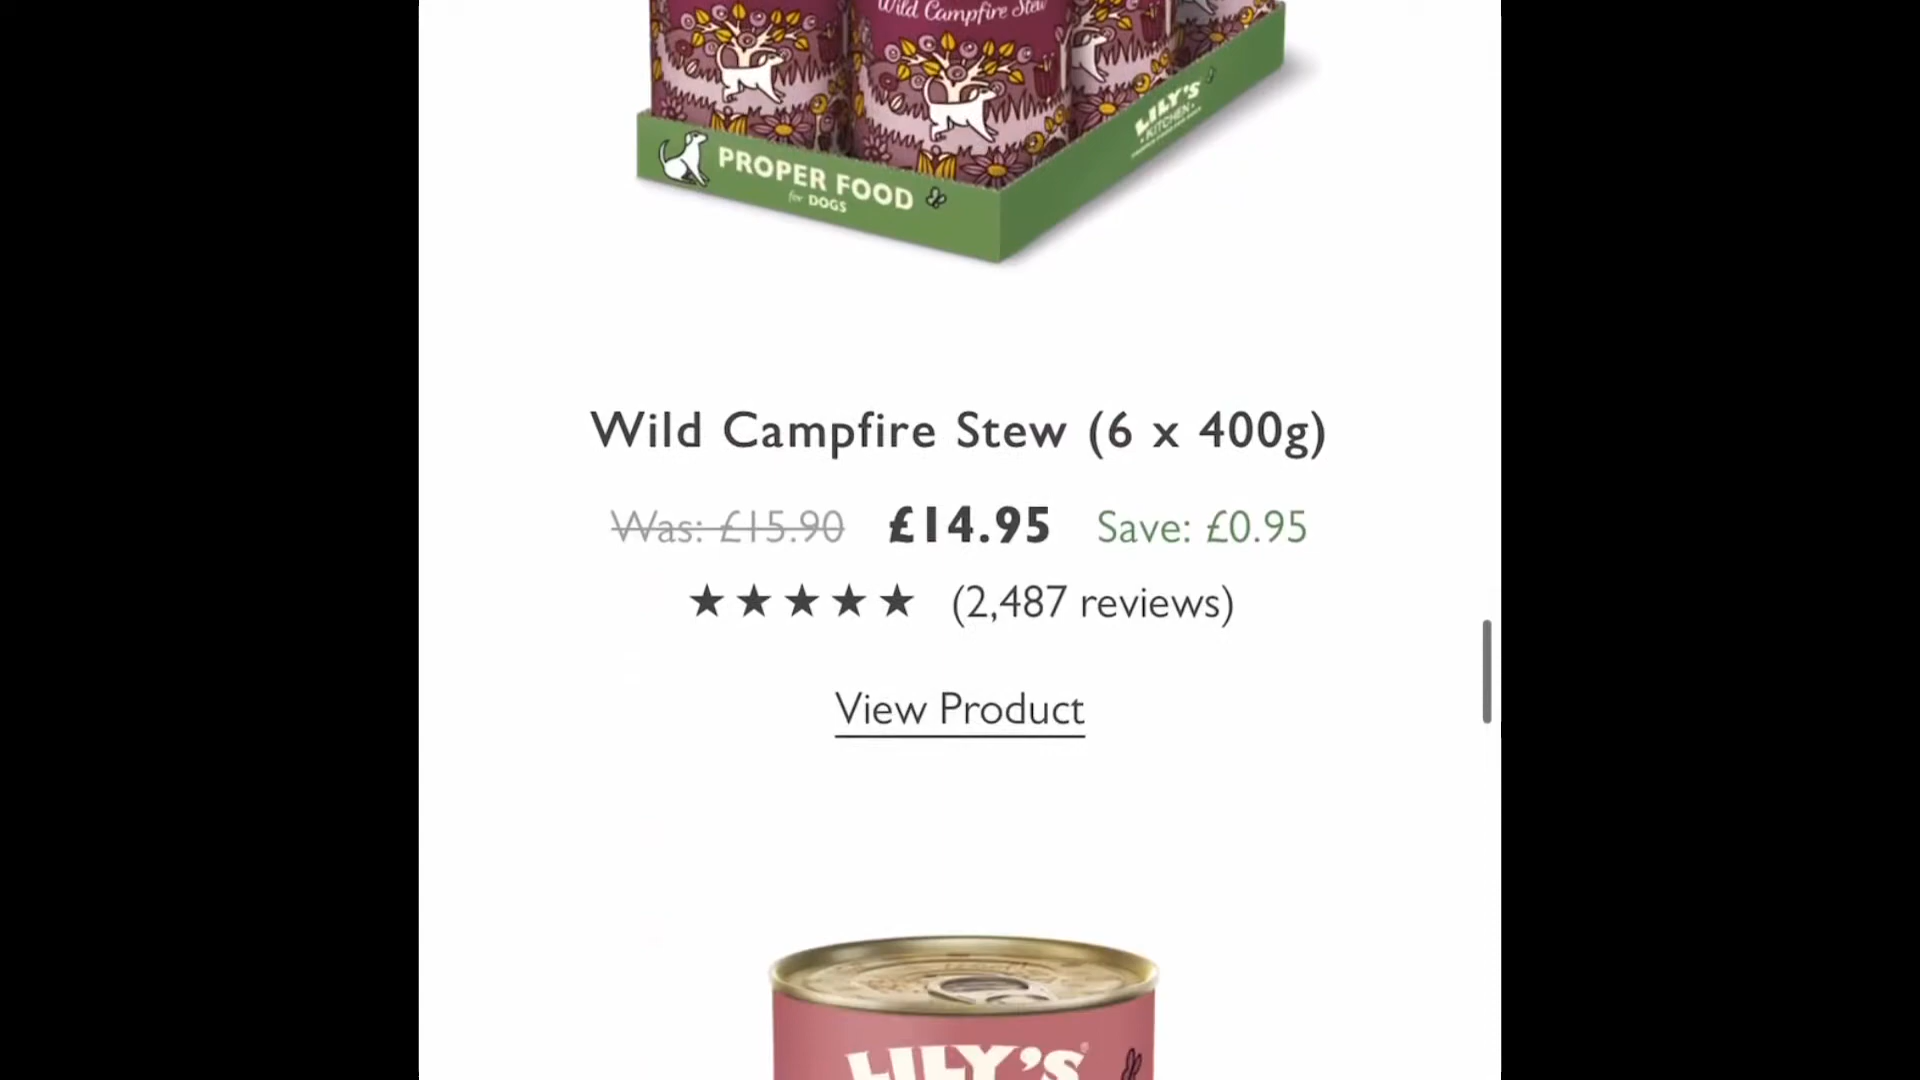 Wild Campfire Stew
LILY'S
KITCHEN
PROPER FOOD
for DOGS
Wild Campfire Stew (6 x 400g)
Was: £15.90 £14.95 Save: £0.95
★★★★★ (2,487 reviews)
View Product
LILY'S